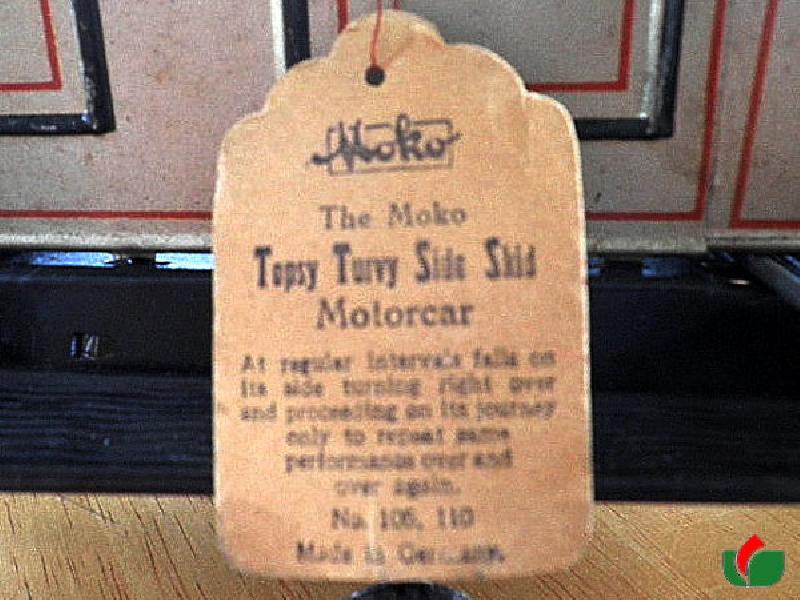 Moko
The Moko
Topsy Turvy Side Skid
Motorcar
At regular intervals falls on
its side turning right over
and proceeding on its journey
only to repeat same
performance over and
over again.
No. 105, 110
Made in Germany.